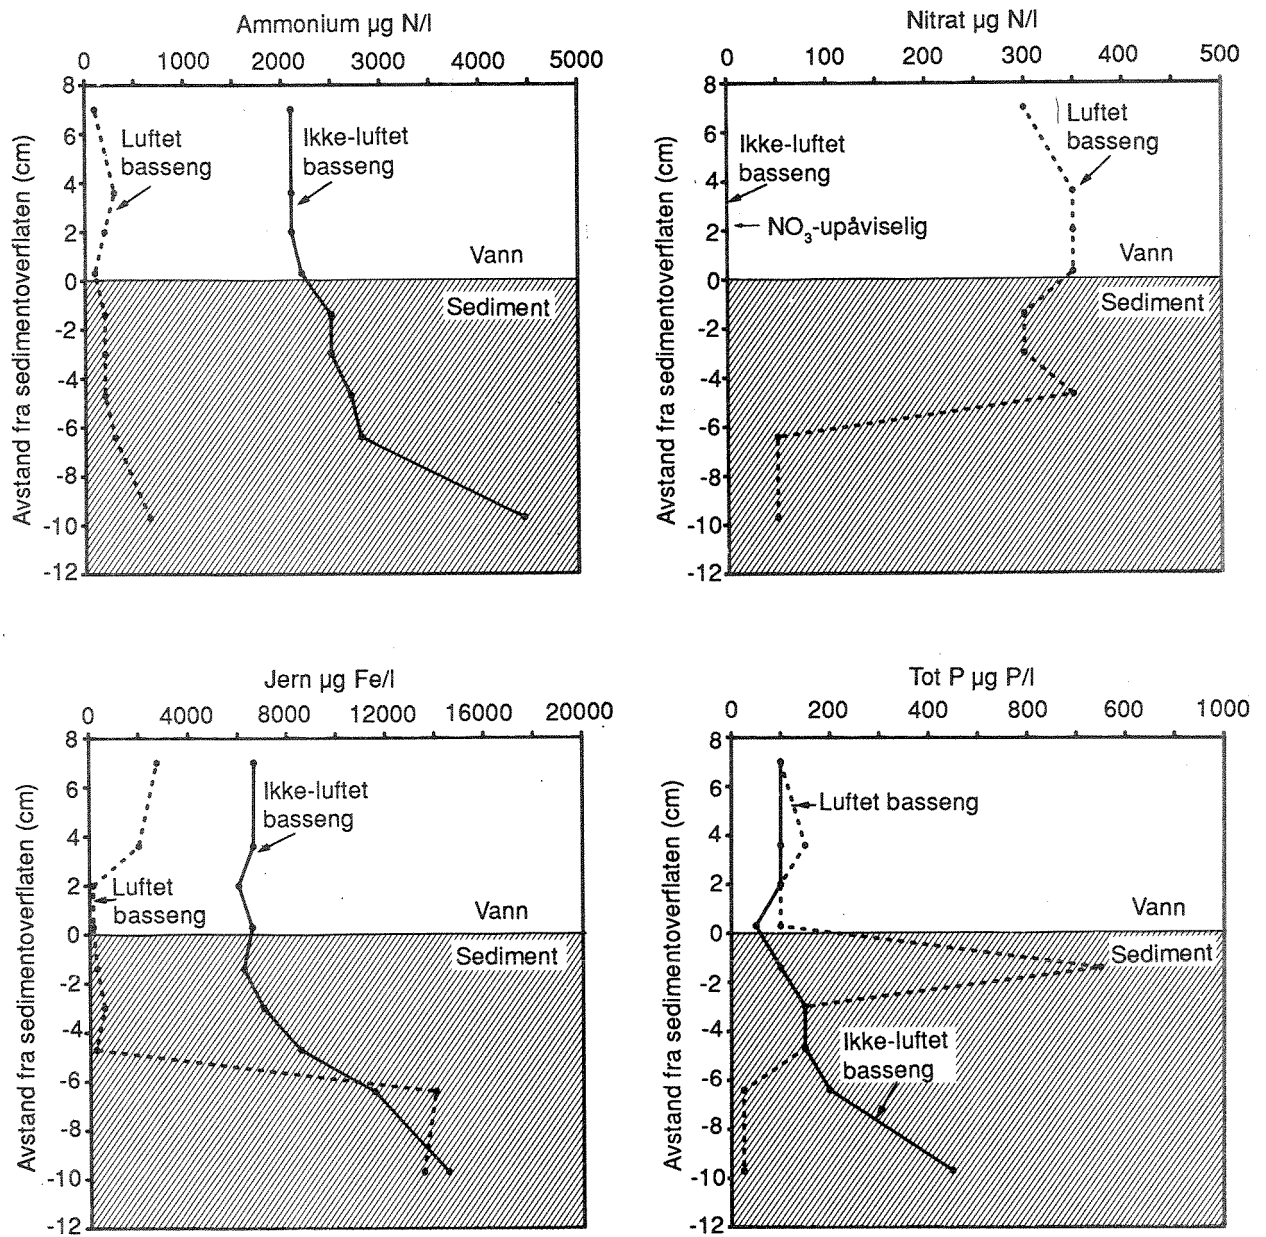 Ammonium µg N/l
0 1000 2000 3000 4000 5000
8
6
4
2
0
-2
-4
-6
-8
-10
-12
Avstand fra sedimentoverflaten (cm)
Luftet
basseng
Ikke-luftet
basseng
Vann
Sediment
Nitrat µg N/l
0 100 200 300 400 500
8
6
4
2
0
-2
-4
-6
-8
-10
-12
Avstand fra sedimentoverflaten (cm)
Ikke-luftet
basseng
NO3-upåviselig
Luftet
basseng
Vann
Sediment
Jern µg Fe/l
0 4000 8000 12000 16000 20000
8
6
4
2
0
-2
-4
-6
-8
-10
-12
Avstand fra sedimentoverflaten (cm)
Ikke-luftet
basseng
Luftet
basseng
Vann
Sediment
Tot P µg P/l
0 200 400 800 600 1000
8
6
4
2
0
-2
-4
-6
-8
-10
-12
Avstand fra sedimentoverflaten (cm)
Luftet basseng
Vann
Sediment
Ikke-luftet
basseng